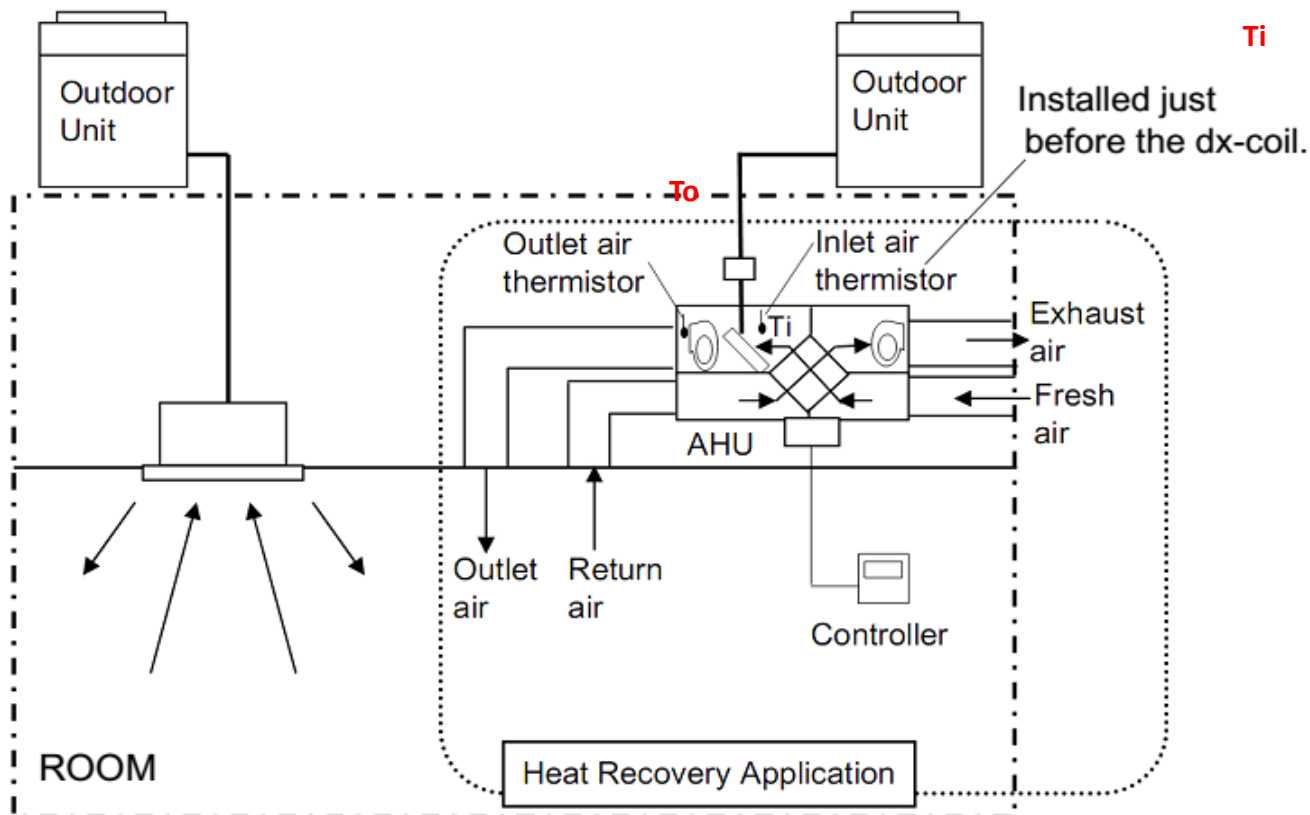 Ti
Outdoor
Unit
Outdoor
Unit
Installed just
before the dx-coil.
To
Outlet air
thermistor
Inlet air
thermistor
Ti
Exhaust
air
Fresh
air
AHU
Outlet
air
Return
air
Controller
ROOM
Heat Recovery Application